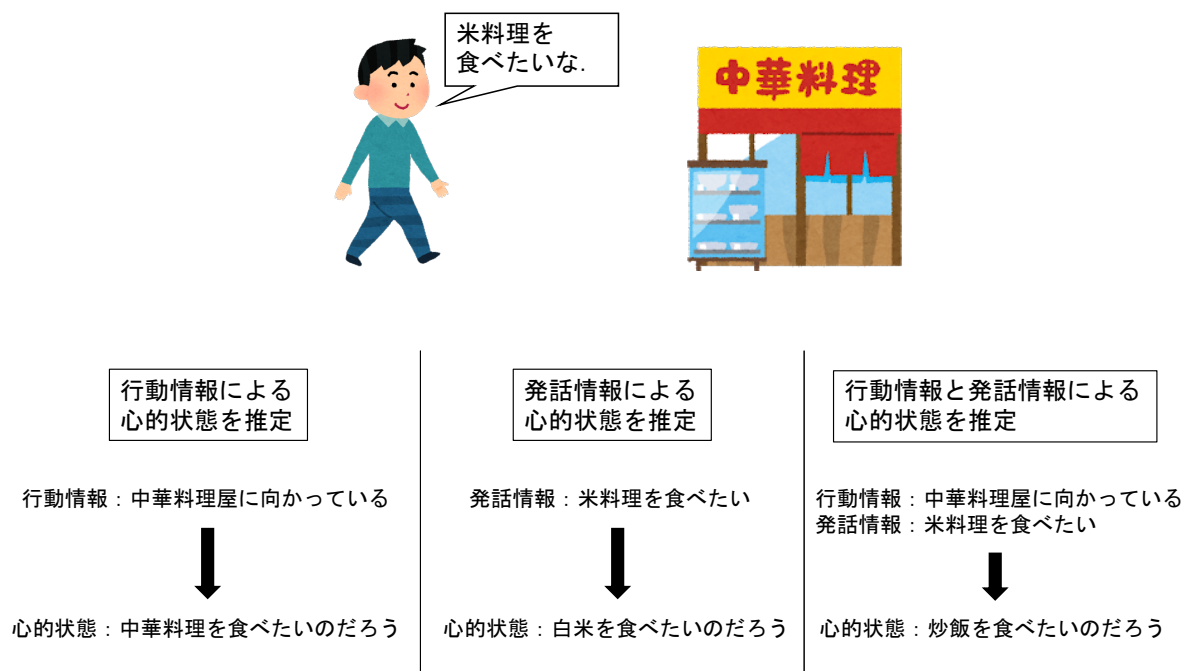 米料理を
食べたいな.
中華料理
行動情報による
心的状態を推定
行動情報：中華料理屋に向かっている
心的状態：中華料理を食べたいのだろう
発話情報による
心的状態を推定
発話情報：米料理を食べたい
心的状態：白米を食べたいのだろう
行動情報と発話情報による
心的状態を推定
行動情報：中華料理屋に向かっている
発話情報：米料理を食べたい
心的状態：炒飯を食べたいのだろう